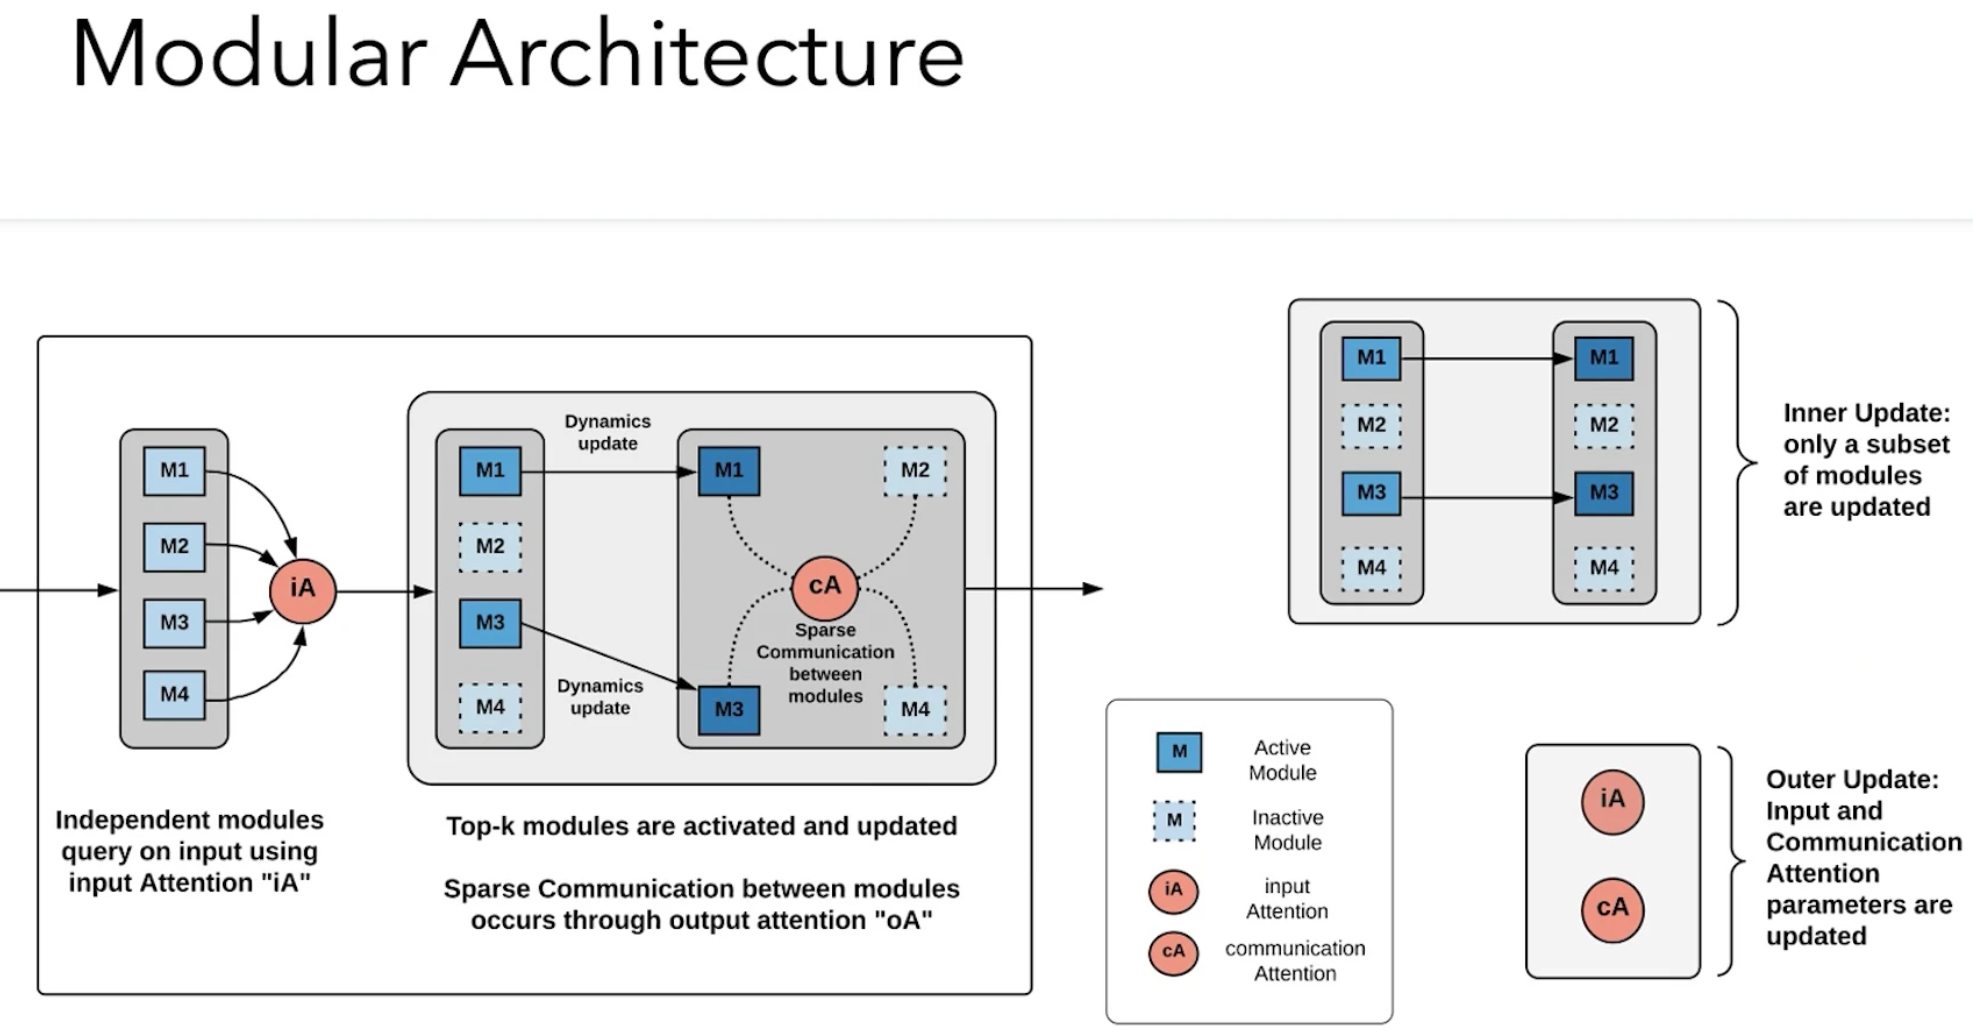 Modular Architecture
M1
M2
M3
M4
iA
Independent modules
query on input using
input Attention "iA"
Dynamics
update
M1
M2
M3
M4
Dynamics
update
M1
M2
cA
Sparse
Communication
between
modules
M3
M4
Top-k modules are activated and updated
Sparse Communication between modules
occurs through output attention "oA"
M1
M2
M3
M4
M1
M2
M3
M4
Inner Update:
only a subset
of modules
are updated
M
Active
Module
M
Inactive
Module
iA
input
Attention
cA
communication
Attention
iA
cA
Outer Update:
Input and
Communication
Attention
parameters are
updated